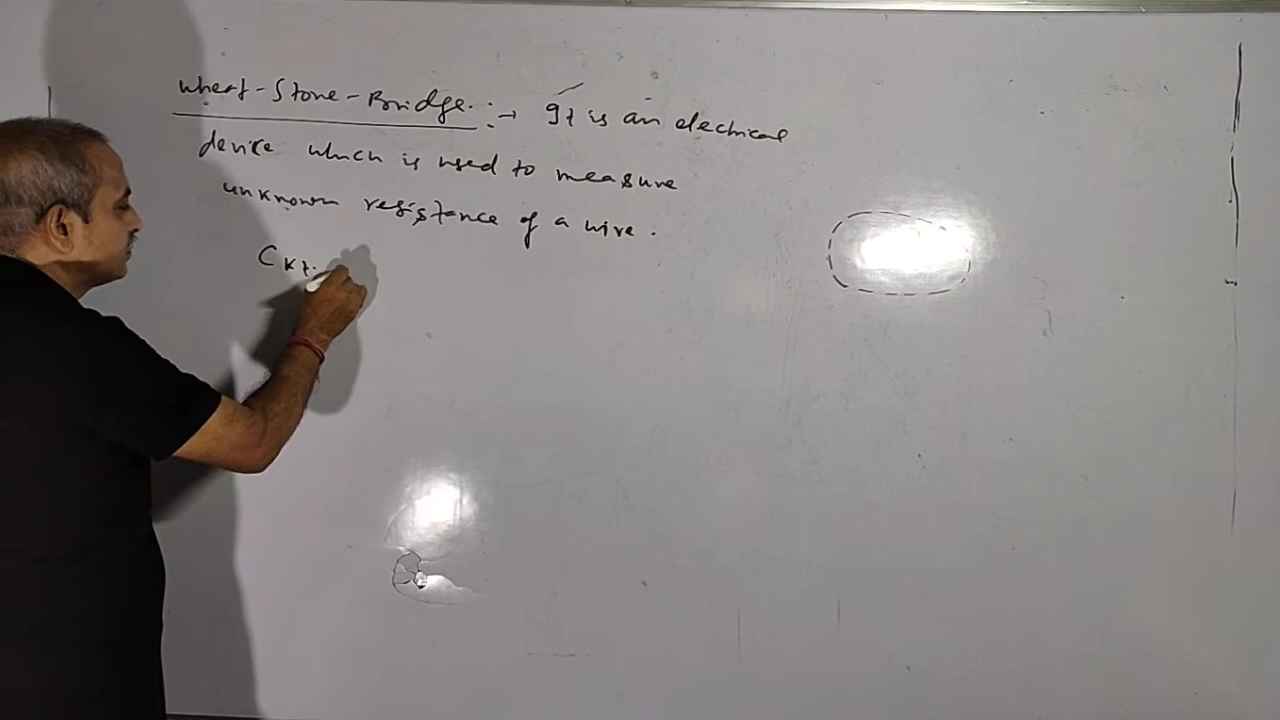 Wheat-Stone-Bridge :→ It is an electrical
device which is used to measure
unknown resistance of a wire.
Ckt.